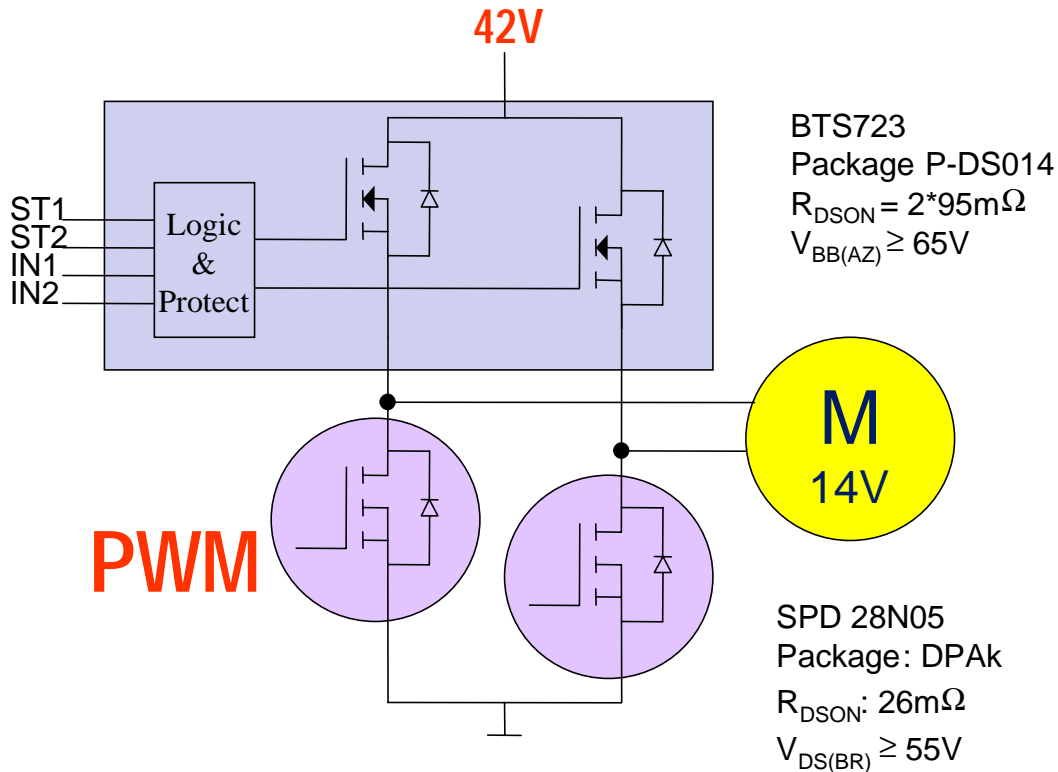 42V
BTS723
Package P-DS014
RDSON = 2*95mΩ
VBB(AZ) ≥ 65V
ST1
ST2
IN1
IN2
Logic
&
Protect
M
14V
PWM
SPD 28N05
Package: DPAk
RDSON: 26mΩ
VDS(BR) ≥ 55V